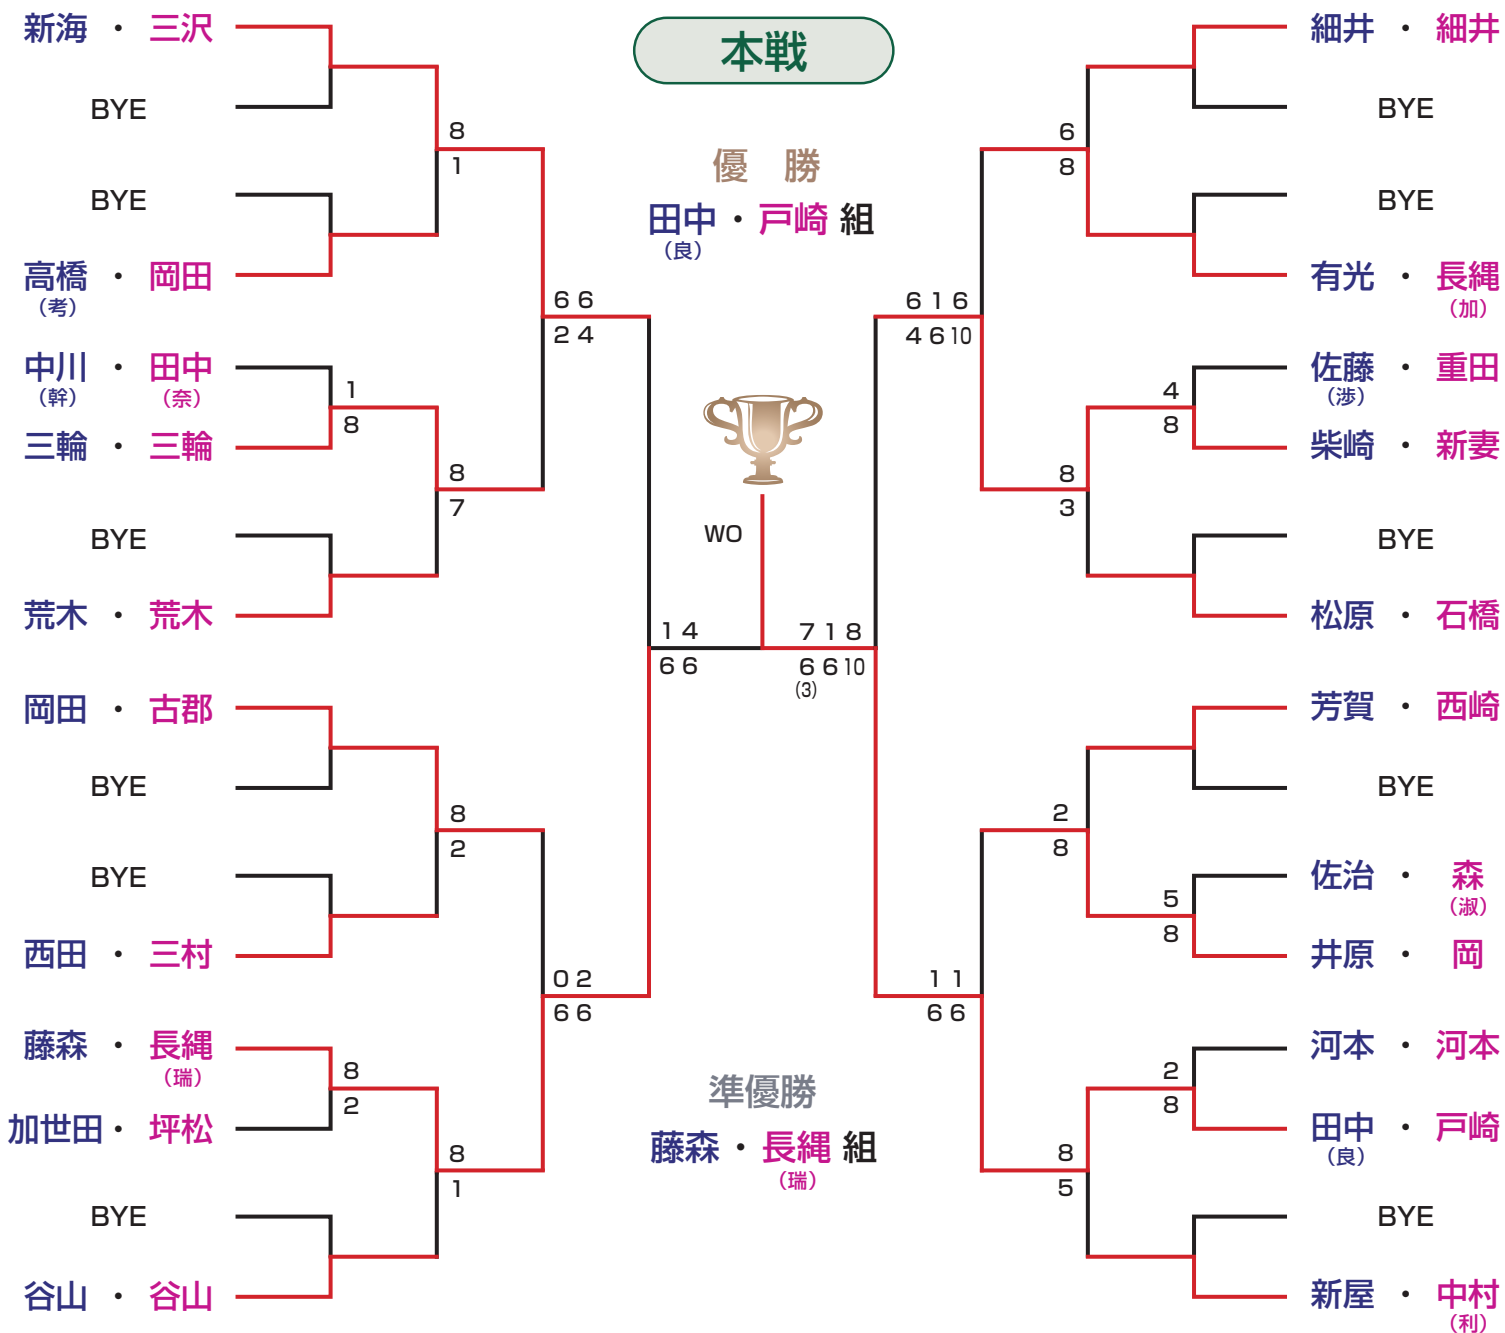 本戦
優　勝
田中 ・ 戸崎 組
（良）
WO
準優勝
藤森 ・ 長縄 組
（瑞）
新海 ・ 三沢
BYE
8
1
BYE
高橋 ・ 岡田
（考）
6 6
2 4
中川 ・ 田中
（幹） （奈）
1
8
三輪 ・ 三輪
8
7
BYE
荒木 ・ 荒木
1 4
6 6
岡田 ・ 古郡
BYE
8
2
BYE
西田 ・ 三村
0 2
6 6
藤森 ・ 長縄
（瑞）
8
2
加世田 ・ 坪松
8
1
BYE
谷山 ・ 谷山
細井 ・ 細井
BYE
6
8
BYE
有光 ・ 長縄
（加）
6 1 6
4 6 10
佐藤 ・ 重田
（渉）
4
8
柴崎 ・ 新妻
8
3
BYE
松原 ・ 石橋
7 1 8
6 6 10
(3)
芳賀 ・ 西崎
BYE
2
8
佐治 ・ 森
（淑）
5
8
井原 ・ 岡
1 1
6 6
河本 ・ 河本
2
8
田中 ・ 戸崎
（良）
8
5
BYE
新屋 ・ 中村
（利）